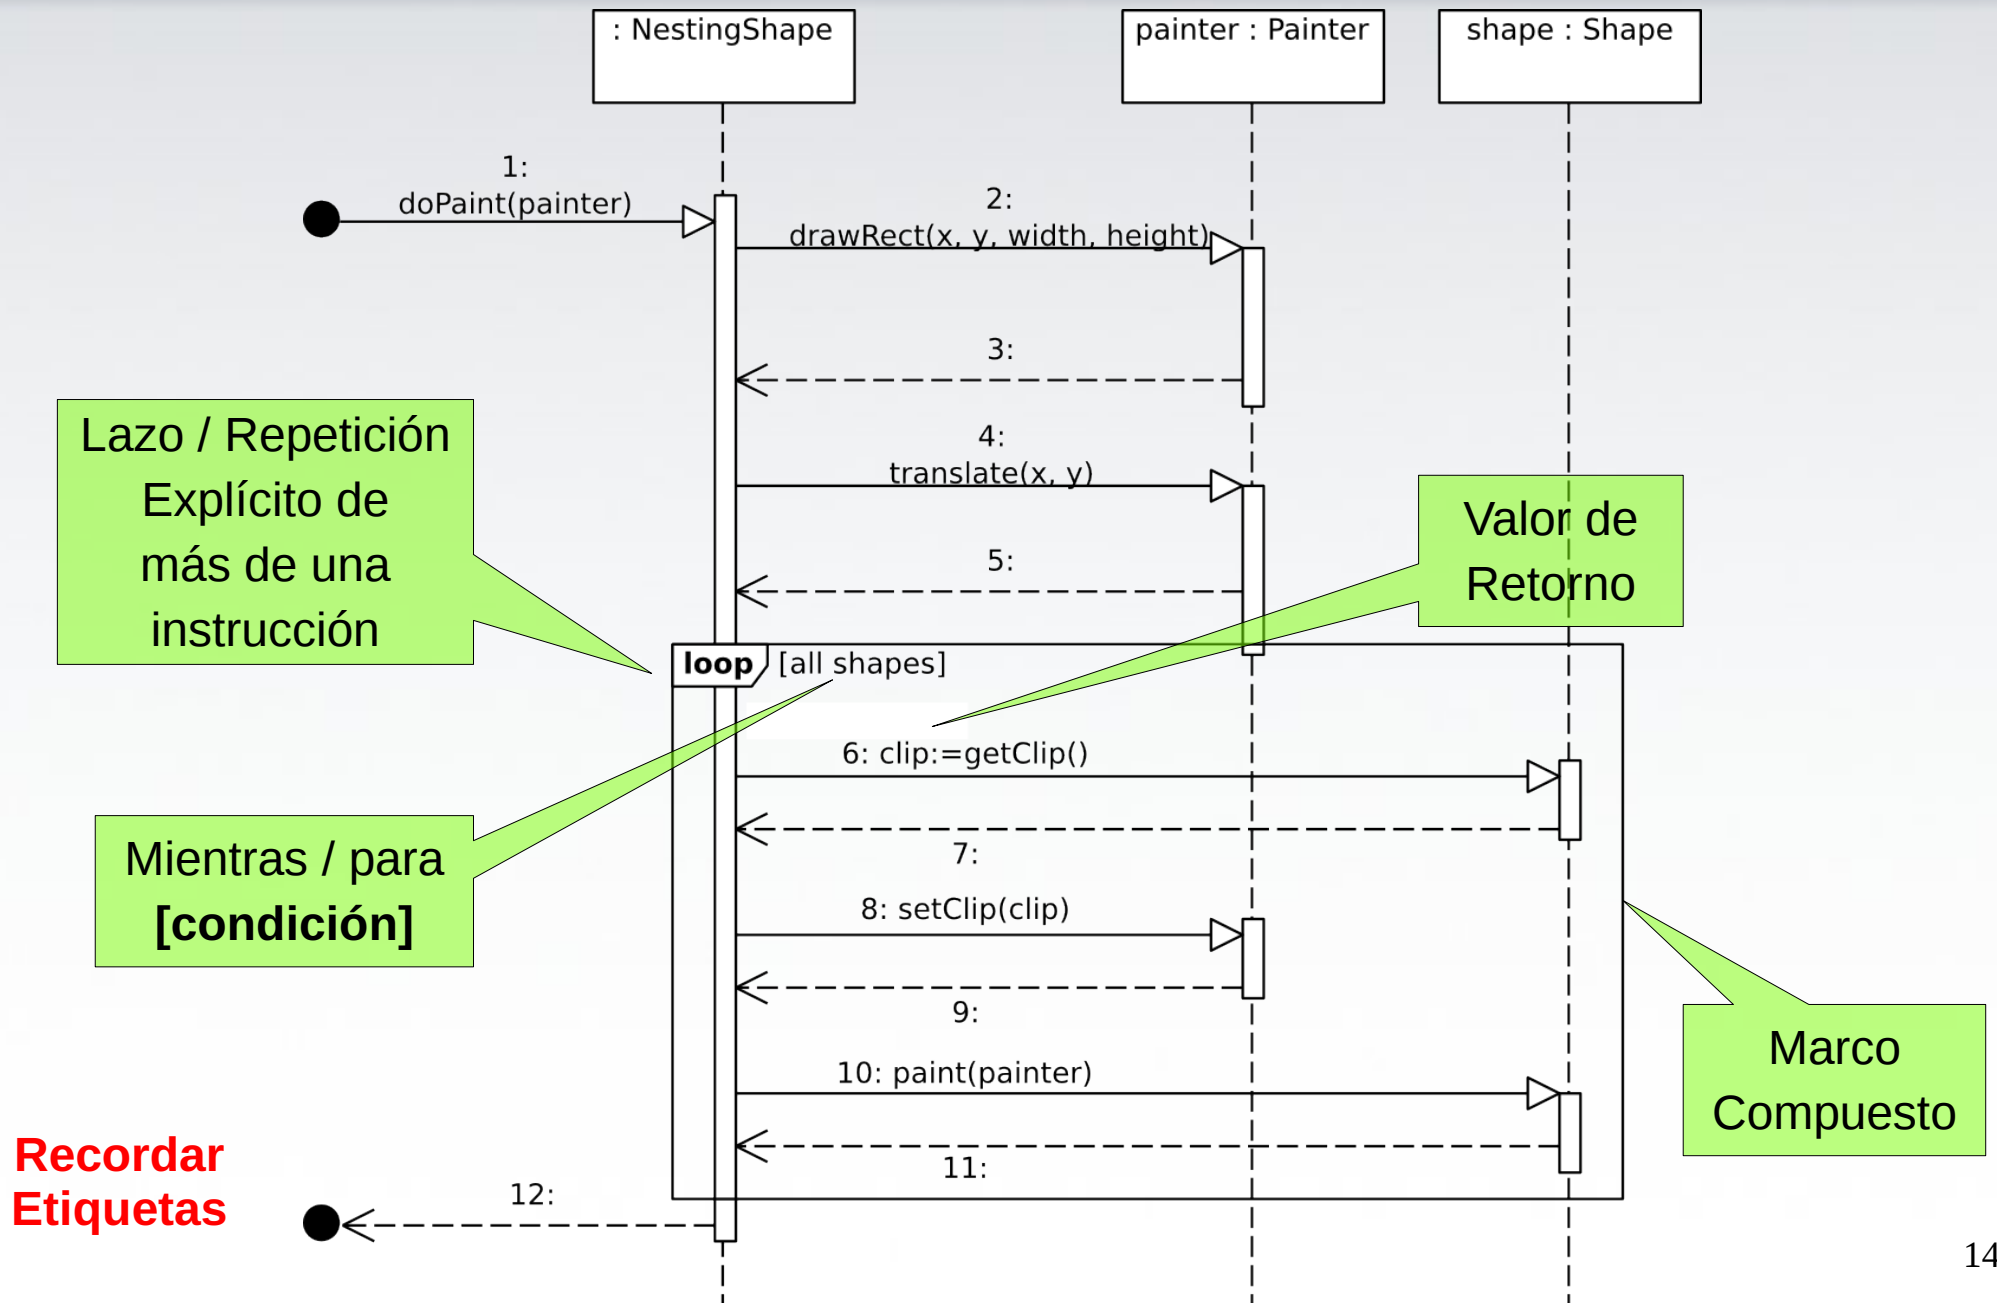 : NestingShape
painter : Painter
shape : Shape
1:
doPaint(painter)
2:
drawRect(x, y, width, height)
3:
Lazo / Repetición
Explícito de
más de una
instrucción
4:
translate(x, y)
Valor de
Retorno
5:
loop [all shapes]
6: clip:=getClip()
Mientras / para
[condición]
7:
8: setClip(clip)
9:
Marco
Compuesto
10: paint(painter)
11:
Recordar
Etiquetas
12:
14